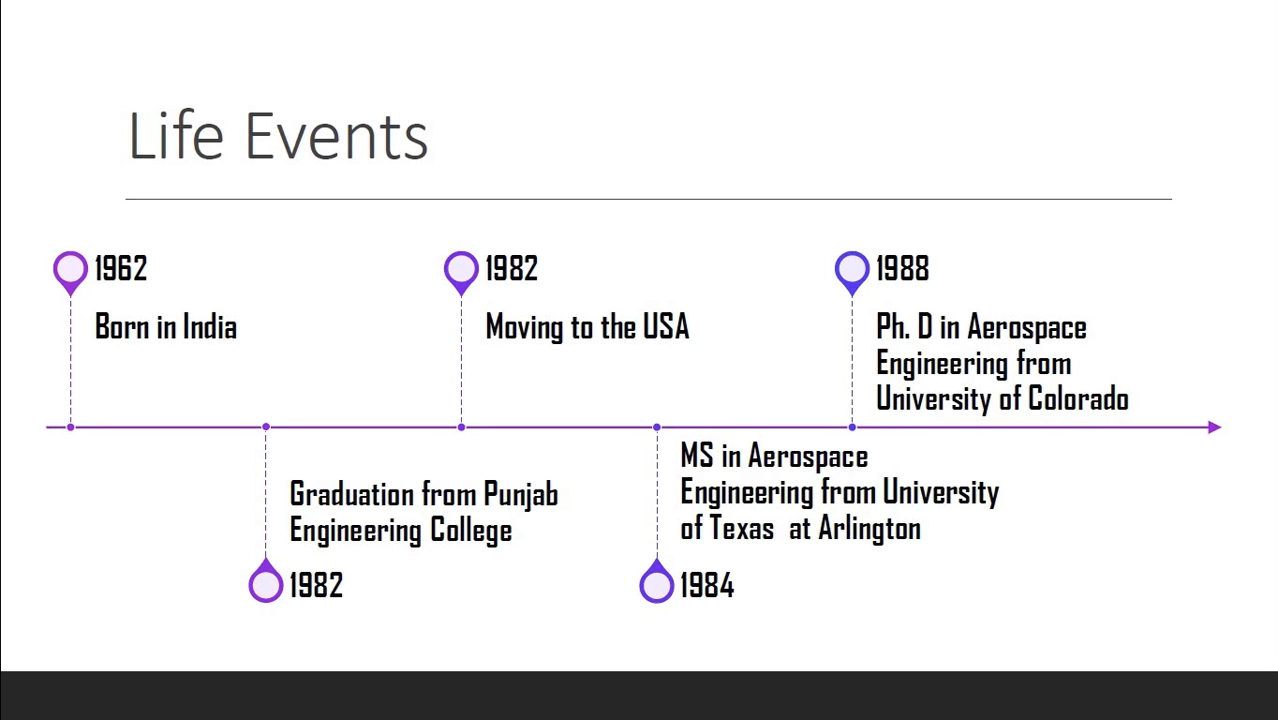 Life Events
1962
Born in India
Graduation from Punjab
Engineering College
1982
1982
Moving to the USA
MS in Aerospace
Engineering from University
of Texas  at Arlington
1984
1988
Ph. D in Aerospace
Engineering from
University of Colorado